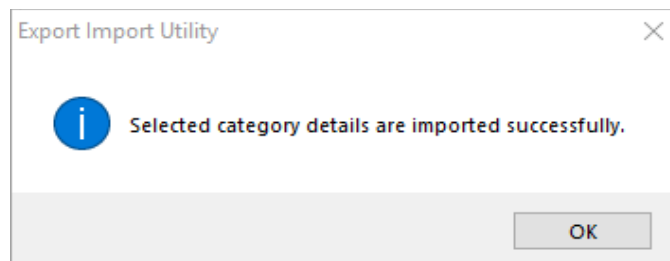 Export Import Utility
Selected category details are imported successfully.
OK